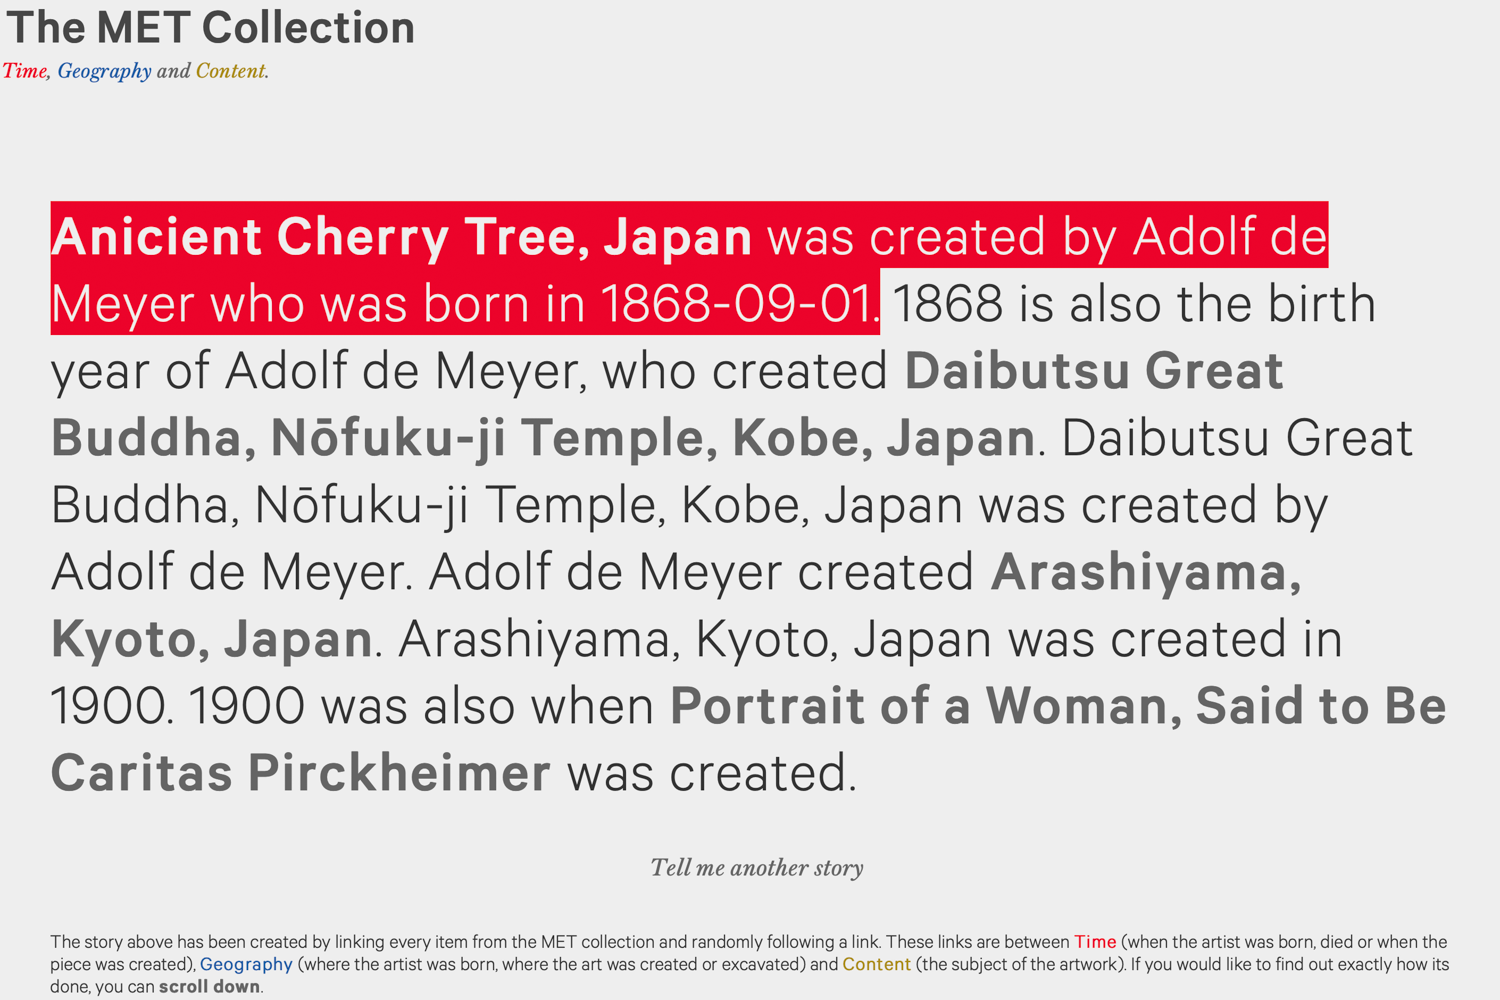 The MET Collection
Time, Geography and Content.
Anicient Cherry Tree, Japan was created by Adolf de
Meyer who was born in 1868-09-01. 1868 is also the birth
year of Adolf de Meyer, who created Daibutsu Great
Buddha, Nōfuku-ji Temple, Kobe, Japan. Daibutsu Great
Buddha, Nōfuku-ji Temple, Kobe, Japan was created by
Adolf de Meyer. Adolf de Meyer created Arashiyama,
Kyoto, Japan. Arashiyama, Kyoto, Japan was created in
1900. 1900 was also when Portrait of a Woman, Said to Be
Caritas Pirckheimer was created.
Tell me another story
The story above has been created by linking every item from the MET collection and randomly following a link. These links are between Time (when the artist was born, died or when the
piece was created), Geography (where the artist was born, where the art was created or excavated) and Content (the subject of the artwork). If you would like to find out exactly how its
done, you can scroll down.